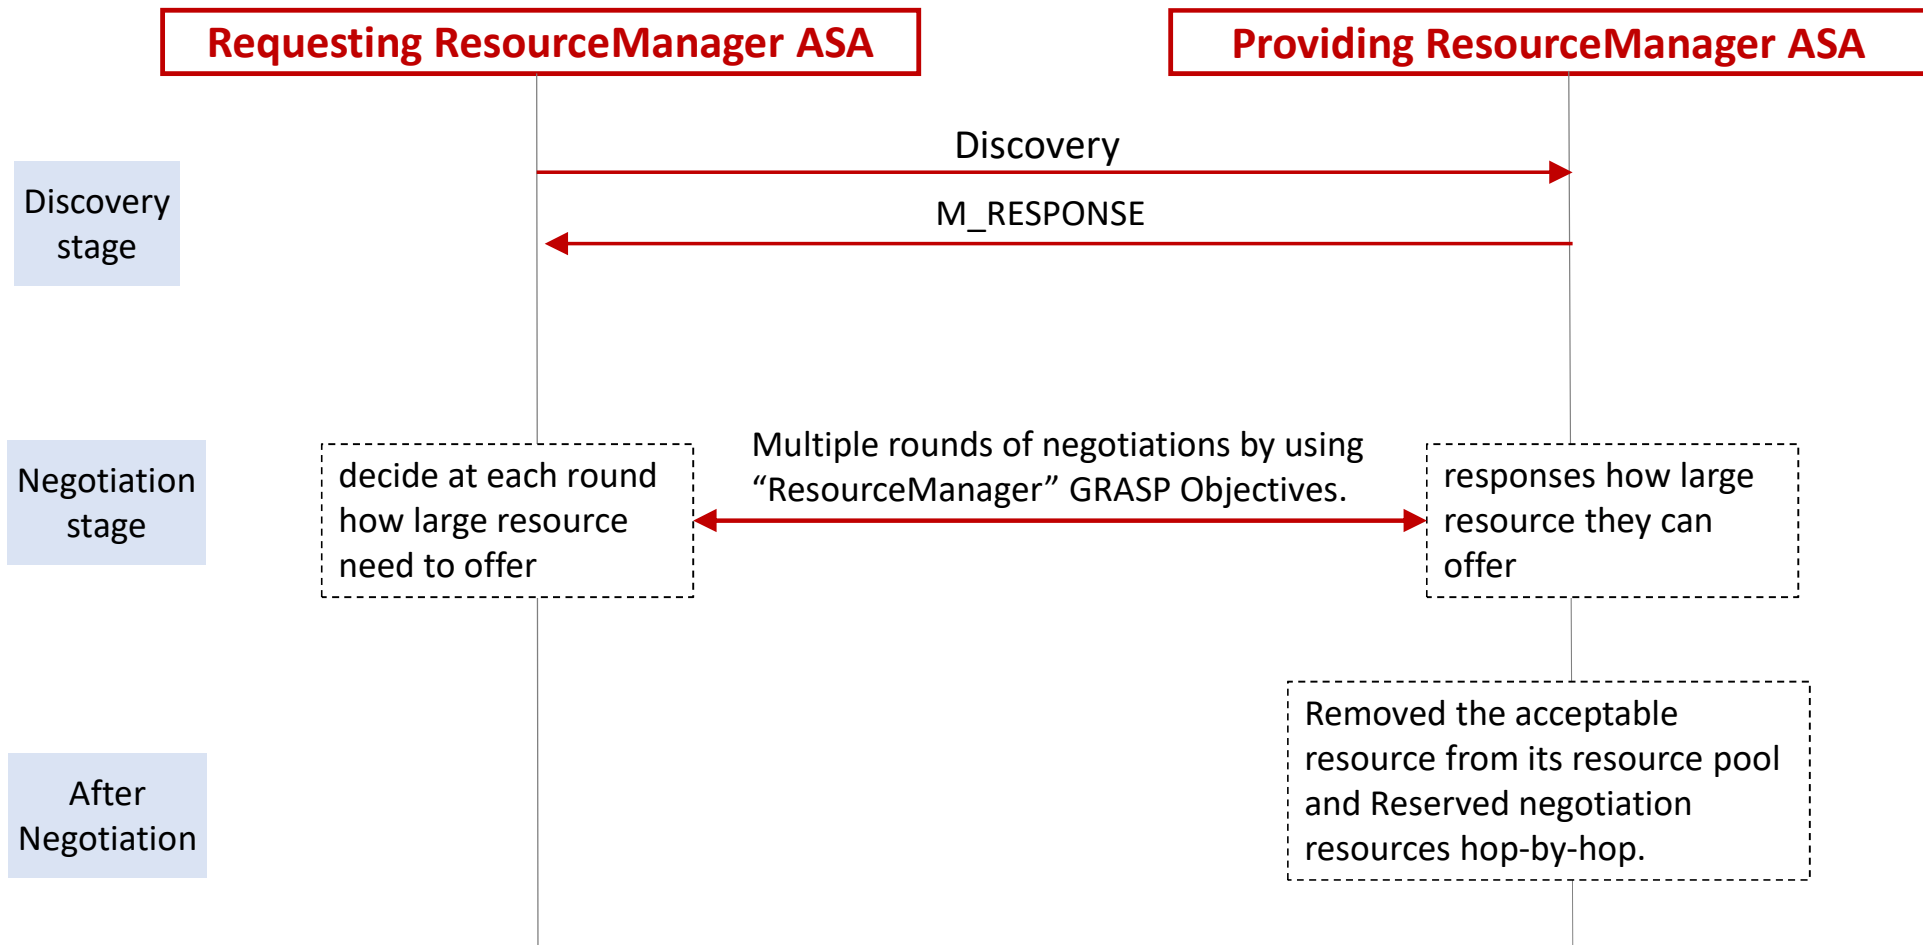 Requesting ResourceManager ASA
Providing ResourceManager ASA
Discovery
stage
Discovery
M_RESPONSE
Negotiation
stage
decide at each round
how large resource
need to offer
Multiple rounds of negotiations by using
“ResourceManager” GRASP Objectives.
responses how large
resource they can
offer
After
Negotiation
Removed the acceptable
resource from its resource pool
and Reserved negotiation
resources hop-by-hop.